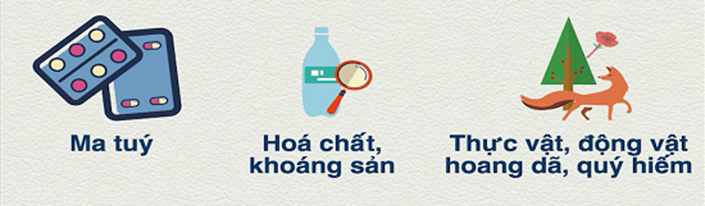 Ma tuý
Hoá chất,
khoáng sản
Thực vật, động vật
hoang dã, quý hiếm